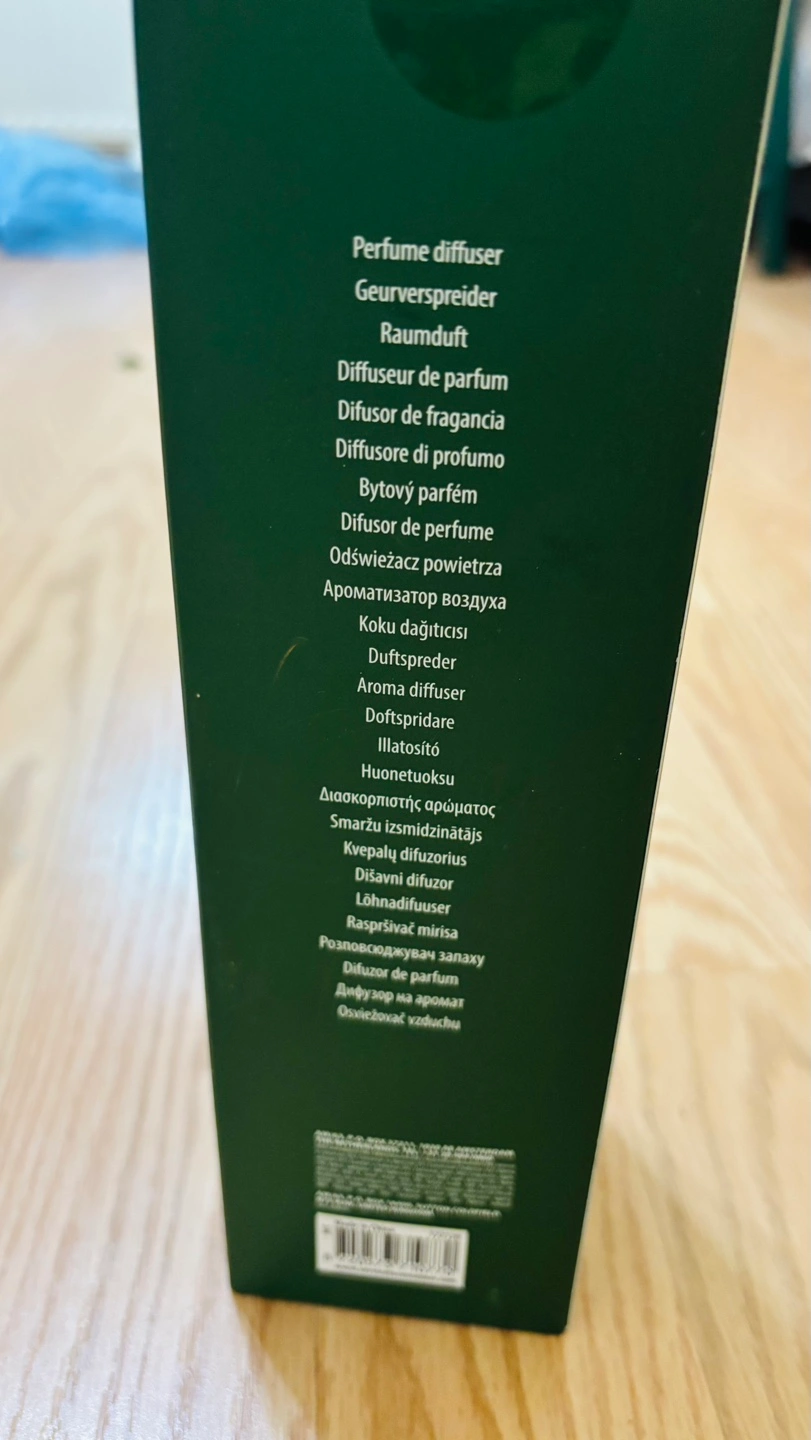 Perfume diffuser
Geurverspreider
Raumduft
Diffuseur de parfum
Difusor de fragancia
Diffusore di profumo
Bytový parfém
Difusor de perfume
Odświeżacz powietrza
Ароматизатор воздуха
Koku dağıtıcısı
Duftspreder
Aroma diffuser
Doftspridare
Illatosító
Huonetuoksu
Διασκορπιστής αρώματος
Smaržu izsmidzinātājs
Kvepalų difuzorius
Dišavni difuzor
Lõhnadifuuser
Raspršivač mirisa
Розповсюджувач запаху
Difuzor de parfum
Дифузор на аромат
Osviežovač vzduchu